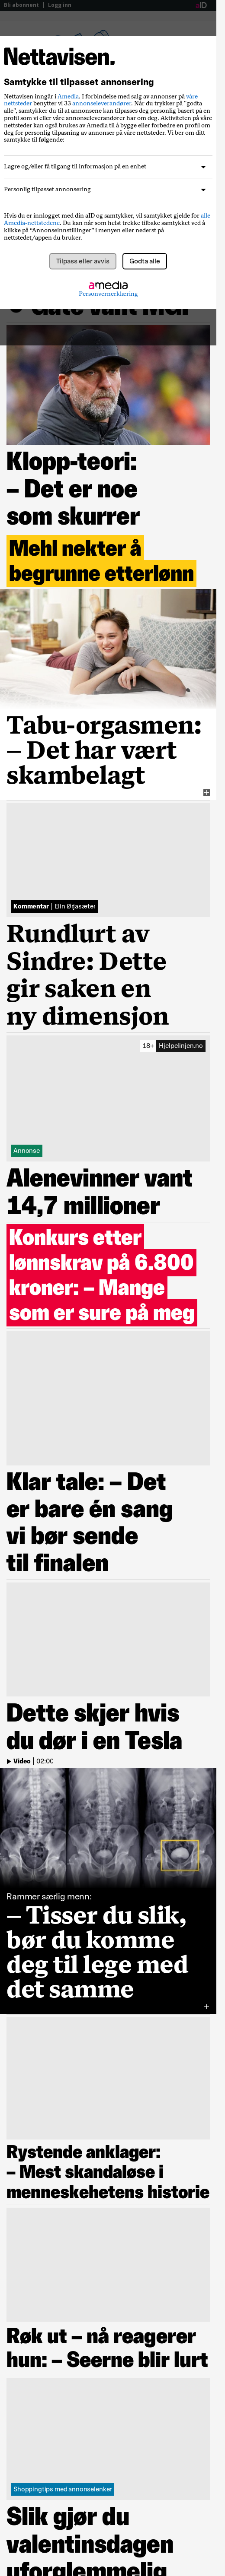 Bli abonnent | Logg inn
aID
Nettavisen.
Samtykke til tilpasset annonsering
Nettavisen inngår i Amedia. I forbindelse med salg av annonser på våre
nettsteder benytter vi 33 annonseleverandører. Når du trykker på "godta
alle", samtykker du til at annonsene kan tilpasses deg personlig basert på en
profil som vi eller våre annonseleverandører har om deg. Aktiviteten på våre
nettsteder kan også brukes av Amedia til å bygge eller forbedre en profil om
deg for personlig tilpasning av annonser på våre nettsteder. Vi ber om ditt
samtykke til følgende:
Lagre og/eller få tilgang til informasjon på en enhet
Personlig tilpasset annonsering
Hvis du er innlogget med din aID og samtykker, vil samtykket gjelde for alle
Amedia-nettstedene. Du kan når som helst trekke tilbake samtykket ved å
klikke på “Annonseinnstillinger” i menyen eller nederst på
nettstedet/appen du bruker.
Tilpass eller avvis
Godta alle
amedia
Personvernerklæring
Klopp-teori:
– Det er noe
som skurrer
Mehl nekter å
begrunne etterlønn
Tabu-orgasmen:
– Det har vært
skambelagt
Kommentar | Elin Ørjasæter
Rundlurt av
Sindre: Dette
gir saken en
ny dimensjon
18+ Hjelpelinjen.no
Annonse
Alenevinner vant
14,7 millioner
Konkurs etter
lønnskrav på 6.800
kroner: – Mange
som er sure på meg
Klar tale: – Det
er bare én sang
vi bør sende
til finalen
Dette skjer hvis
du dør i en Tesla
Video | 02:00
Rammer særlig menn:
– Tisser du slik,
bør du komme
deg til lege med
det samme
Rystende anklager:
– Mest skandaløse i
menneskehetens historie
Røk ut – nå reagerer
hun: – Seerne blir lurt
Shoppingtips med annonselenker
Slik gjør du
valentinsdagen
uforglemmelig